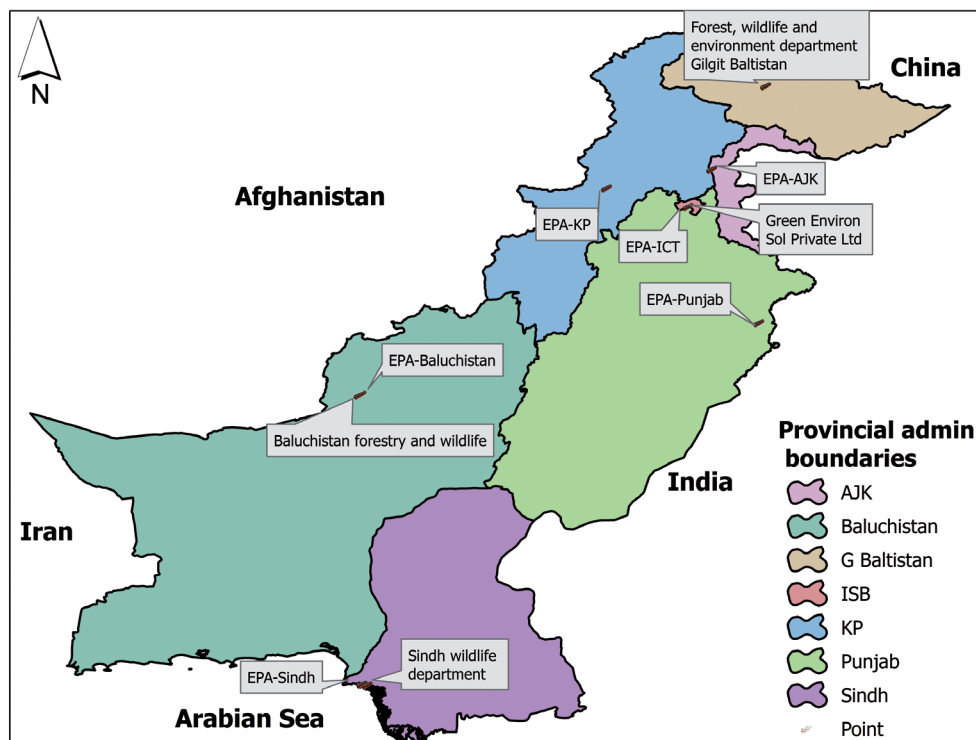 Forest, wildlife and
environment department
Gilgit Baltistan
China
N
Afghanistan
EPA-AJK
EPA-KP
Green Environ
Sol Private Ltd
EPA-ICT
EPA-Punjab
EPA-Baluchistan
Baluchistan forestry and wildlife
India
Iran
Sindh wildlife
department
EPA-Sindh
Arabian Sea
Provincial admin
boundaries
AJK
Baluchistan
G Baltistan
ISB
KP
Punjab
Sindh
Point